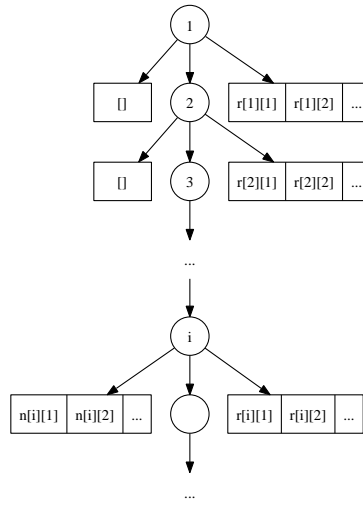 1
[] 2 r[1][1] r[1][2] ...
[] 3 r[2][1] r[2][2] ...
...
i
n[i][1] n[i][2] ... r[i][1] r[i][2] ...
...